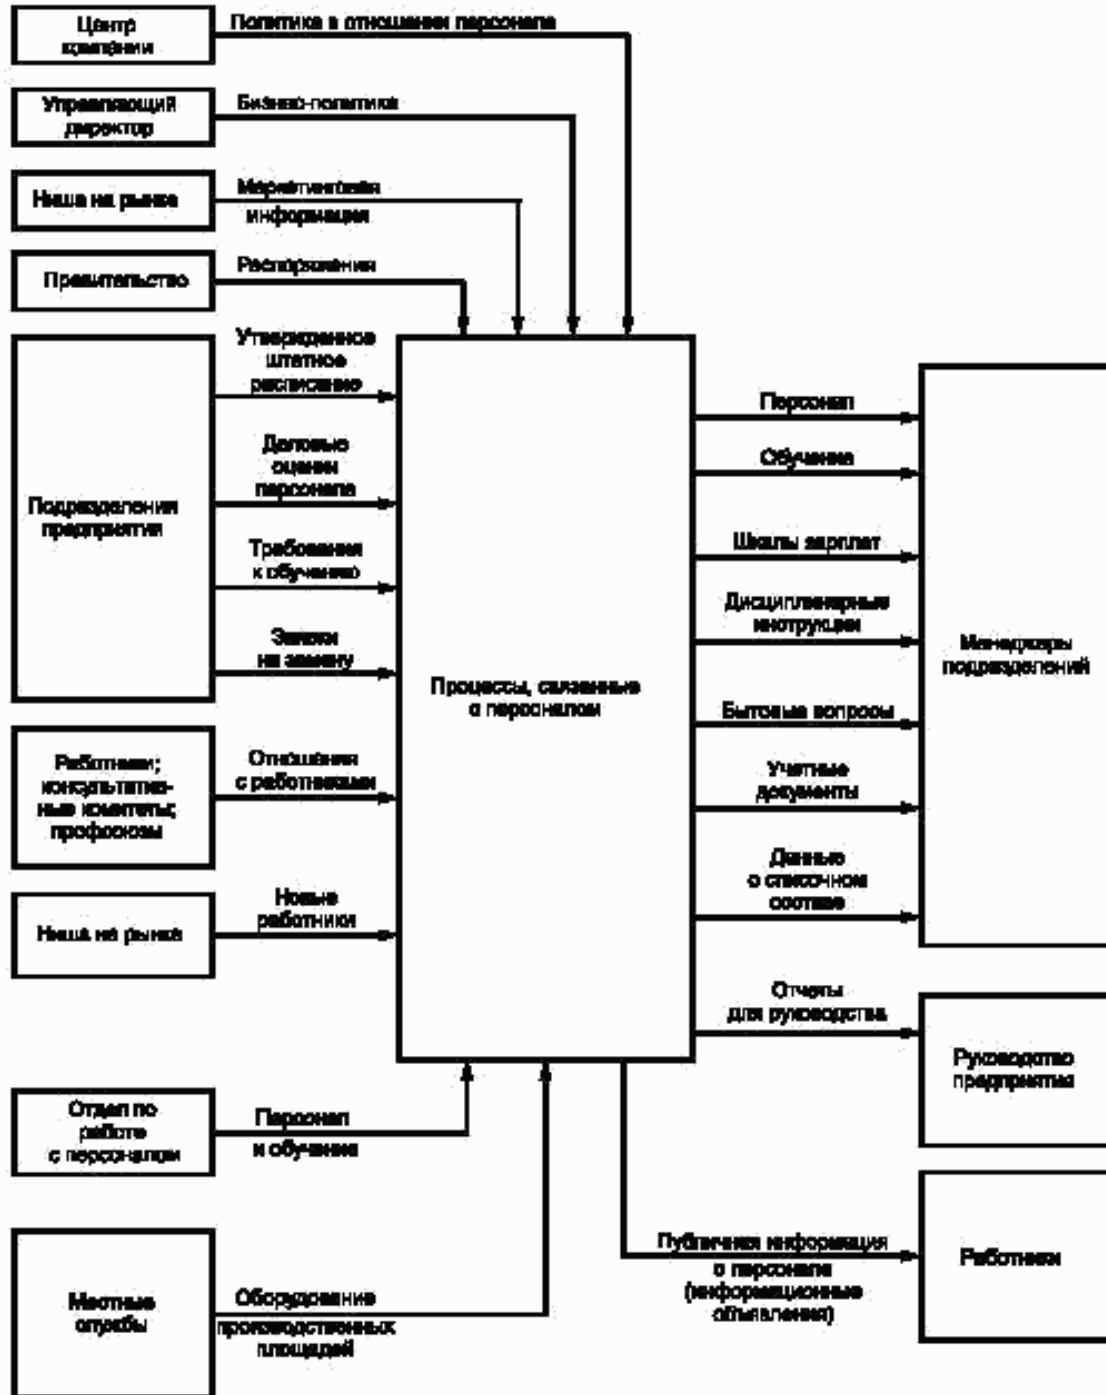 Центр
компании
Политика в отношении персонала
Управляющий
директор
Бизнес-политика
Ниша на рынке
Маркетинговая
информация
Правительство
Распоряжения
Подразделения
предприятия
Утвержденное
штатное
расписание
Деловые
оценки
персонала
Требования
к обучению
Заявки
на замену
Работники;
консультатив-
ные комитеты;
профсоюзы
Отношения
с работниками
Ниша на рынке
Новые
работники
Процессы, связанные
с персоналом
Персонал
Обучение
Шкалы зарплат
Дисциплинарные
инструкции
Бытовые вопросы
Учетные
документы
Данные
о списочном
составе
Менеджеры
подразделений
Отчеты
для руководства
Руководство
предприятия
Отдел по
работе
с персоналом
Персонал
и обучение
Местные
службы
Оборудование
производственных
площадей
Публичная информация
о персонале
(информационные
объявления)
Работники